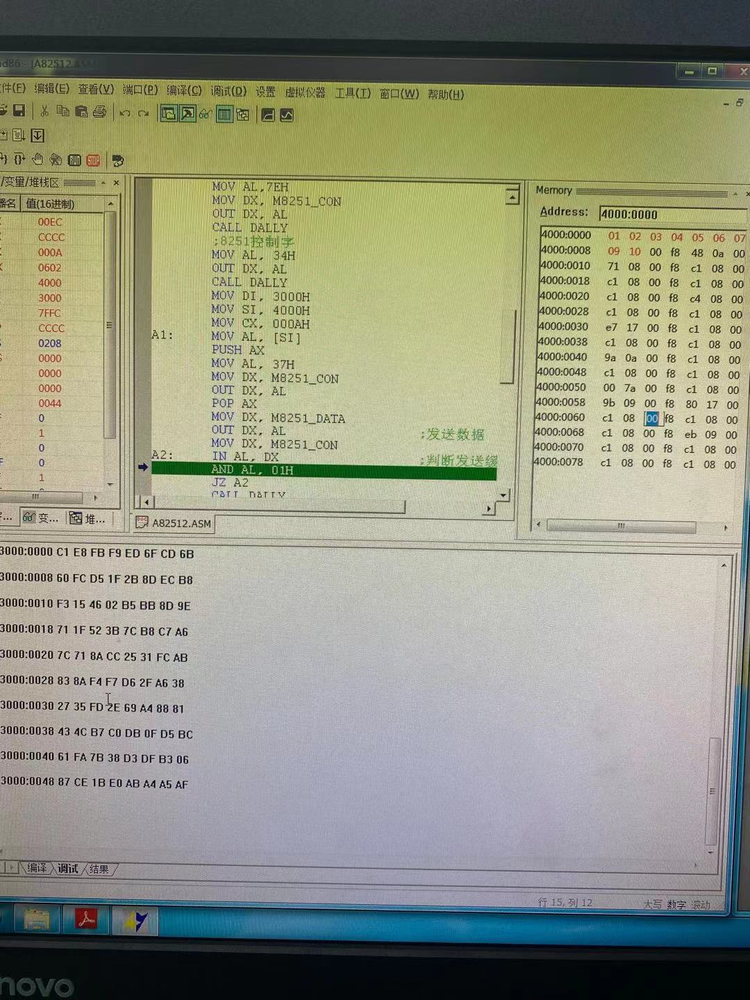 nd86 - [A82512.ASM
文件(F) 编辑(E) 查看(V) 端口(P) 编译(C) 调试(D) 设置 虚拟仪器 工具(T) 窗口(W) 帮助(H)
RUN STOP
/变量/堆栈区
器名 值(16进制)
00EC
CCCC
000A
0602
4000
3000
7FFC
CCCC
0208
0000
0000
0000
0044
0
1
0
0
1
变... 堆...
MOV AL,7EH
MOV DX, M8251_CON
OUT DX, AL
CALL DALLY
;8251控制字
MOV AL, 34H
OUT DX, AL
CALL DALLY
MOV DI, 3000H
MOV SI, 4000H
MOV CX, 000AH
A1: MOV AL, [SI]
PUSH AX
MOV AL, 37H
MOV DX, M8251_CON
OUT DX, AL
POP AX
MOV DX, M8251_DATA
OUT DX, AL ;发送数据
MOV DX, M8251_CON
A2: IN AL, DX ;判断发送缓
AND AL, 01H
JZ A2
CALL DALLY
A82512.ASM
Memory
Address: 4000:0000
4000:0000 01 02 03 04 05 06 07
4000:0008 09 10 00 f8 48 0a 00
4000:0010 71 08 00 f8 c1 08 00
4000:0018 c1 08 00 f8 c1 08 00
4000:0020 c1 08 00 f8 c4 08 00
4000:0028 c1 08 00 f8 c1 08 00
4000:0030 e7 17 00 f8 c1 08 00
4000:0038 c1 08 00 f8 c1 08 00
4000:0040 9a 0a 00 f8 c1 08 00
4000:0048 c1 08 00 f8 c1 08 00
4000:0050 00 7a 00 f8 c1 08 00
4000:0058 9b 09 00 f8 80 17 00
4000:0060 c1 08 00 f8 c1 08 00
4000:0068 c1 08 00 f8 eb 09 00
4000:0070 c1 08 00 f8 c1 08 00
4000:0078 c1 08 00 f8 c1 08 00
3000:0000 C1 E8 FB F9 ED 6F CD 6B
3000:0008 60 FC D5 1F 2B 8D EC B8
3000:0010 F3 15 46 02 B5 BB 8D 9E
3000:0018 71 1F 52 3B 7C B8 C7 A6
3000:0020 7C 71 8A CC 25 31 FC AB
3000:0028 83 8A F4 F7 D6 2F A6 38
3000:0030 27 35 FD 2E 69 A4 88 81
3000:0038 43 4C B7 C0 DB 0F D5 BC
3000:0040 61 FA 7B 38 D3 DF B3 06
3000:0048 87 CE 1B E0 AB A4 A5 AF
编译 调试 结果
行 15, 列 12 大写 数字 滚动
novo